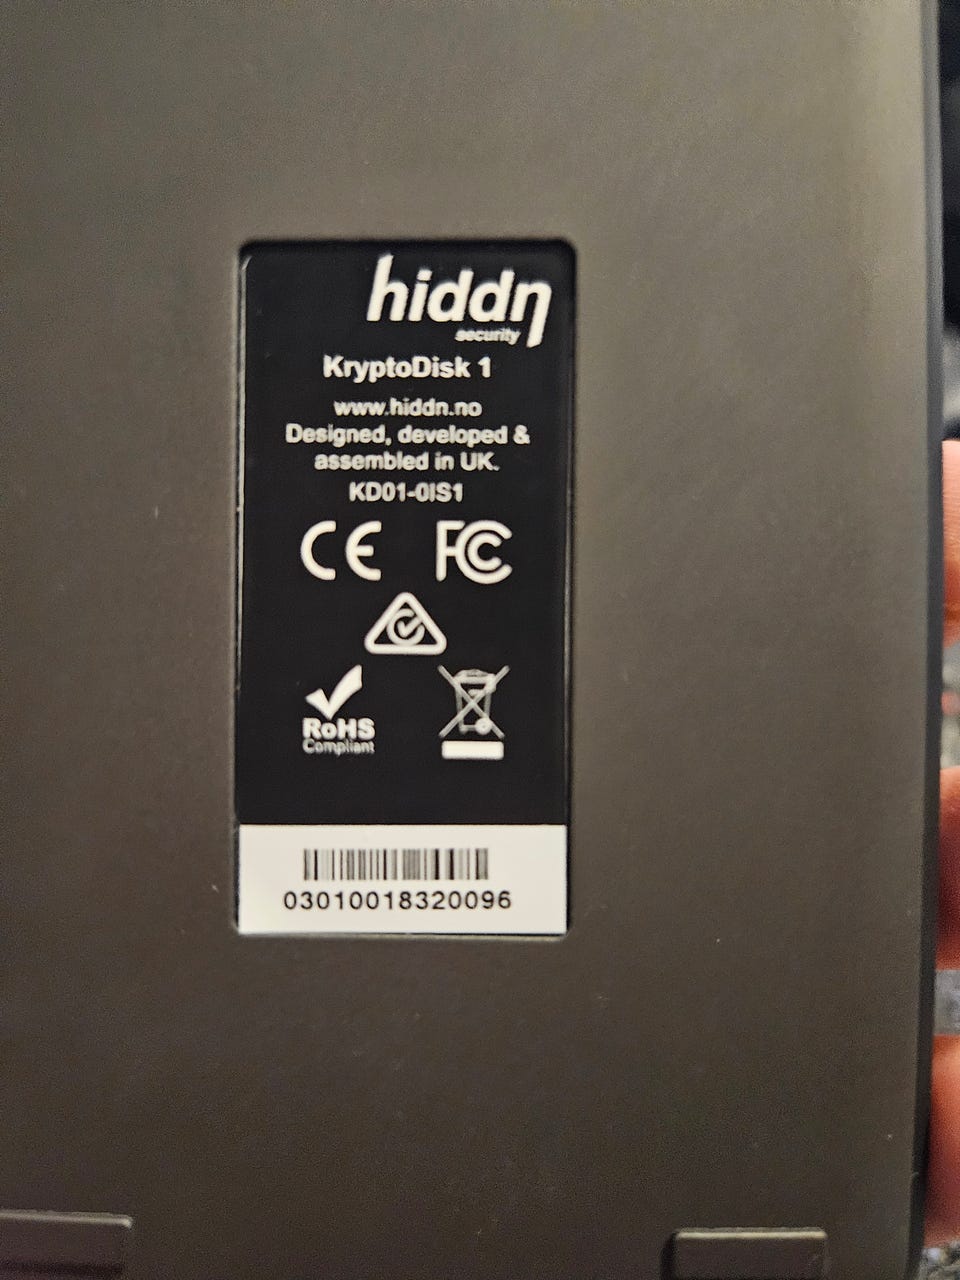 hiddn
security
KryptoDisk 1
www.hiddn.no
Designed, developed &
assembled in UK.
KD01-0IS1
CE FC
RoHS
Compliant
03010018320096